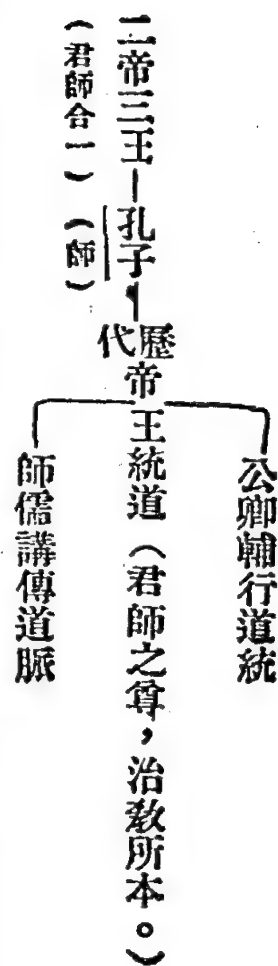 公卿輔行道統
二帝三王—孔子—歷代帝王統道（君師之尊，治教所本。）
（君師合一）（師）
師儒講傳道脈